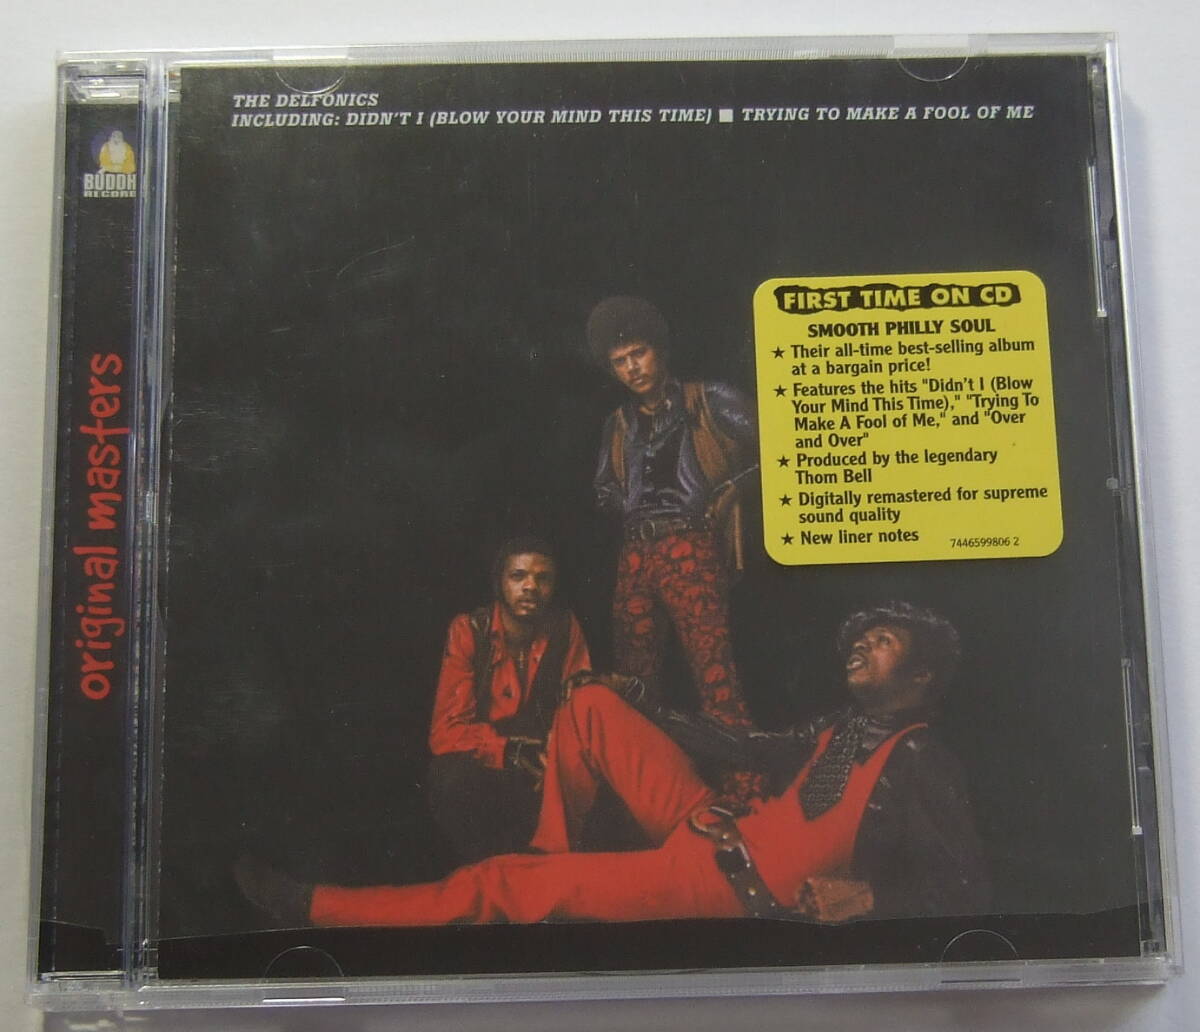 THE DELFONICS
INCLUDING: DIDN'T I (BLOW YOUR MIND THIS TIME) ■ TRYING TO MAKE A FOOL OF ME
BUDDH
RECORD
original masters
FIRST TIME ON CD
SMOOTH PHILLY SOUL
★ Their all-time best-selling album
at a bargain price!
★ Features the hits "Didn't I (Blow
Your Mind This Time)," "Trying To
Make A Fool of Me," and "Over
and Over"
★ Produced by the legendary
Thom Bell
★ Digitally remastered for supreme
sound quality
★ New liner notes
7446599806 2